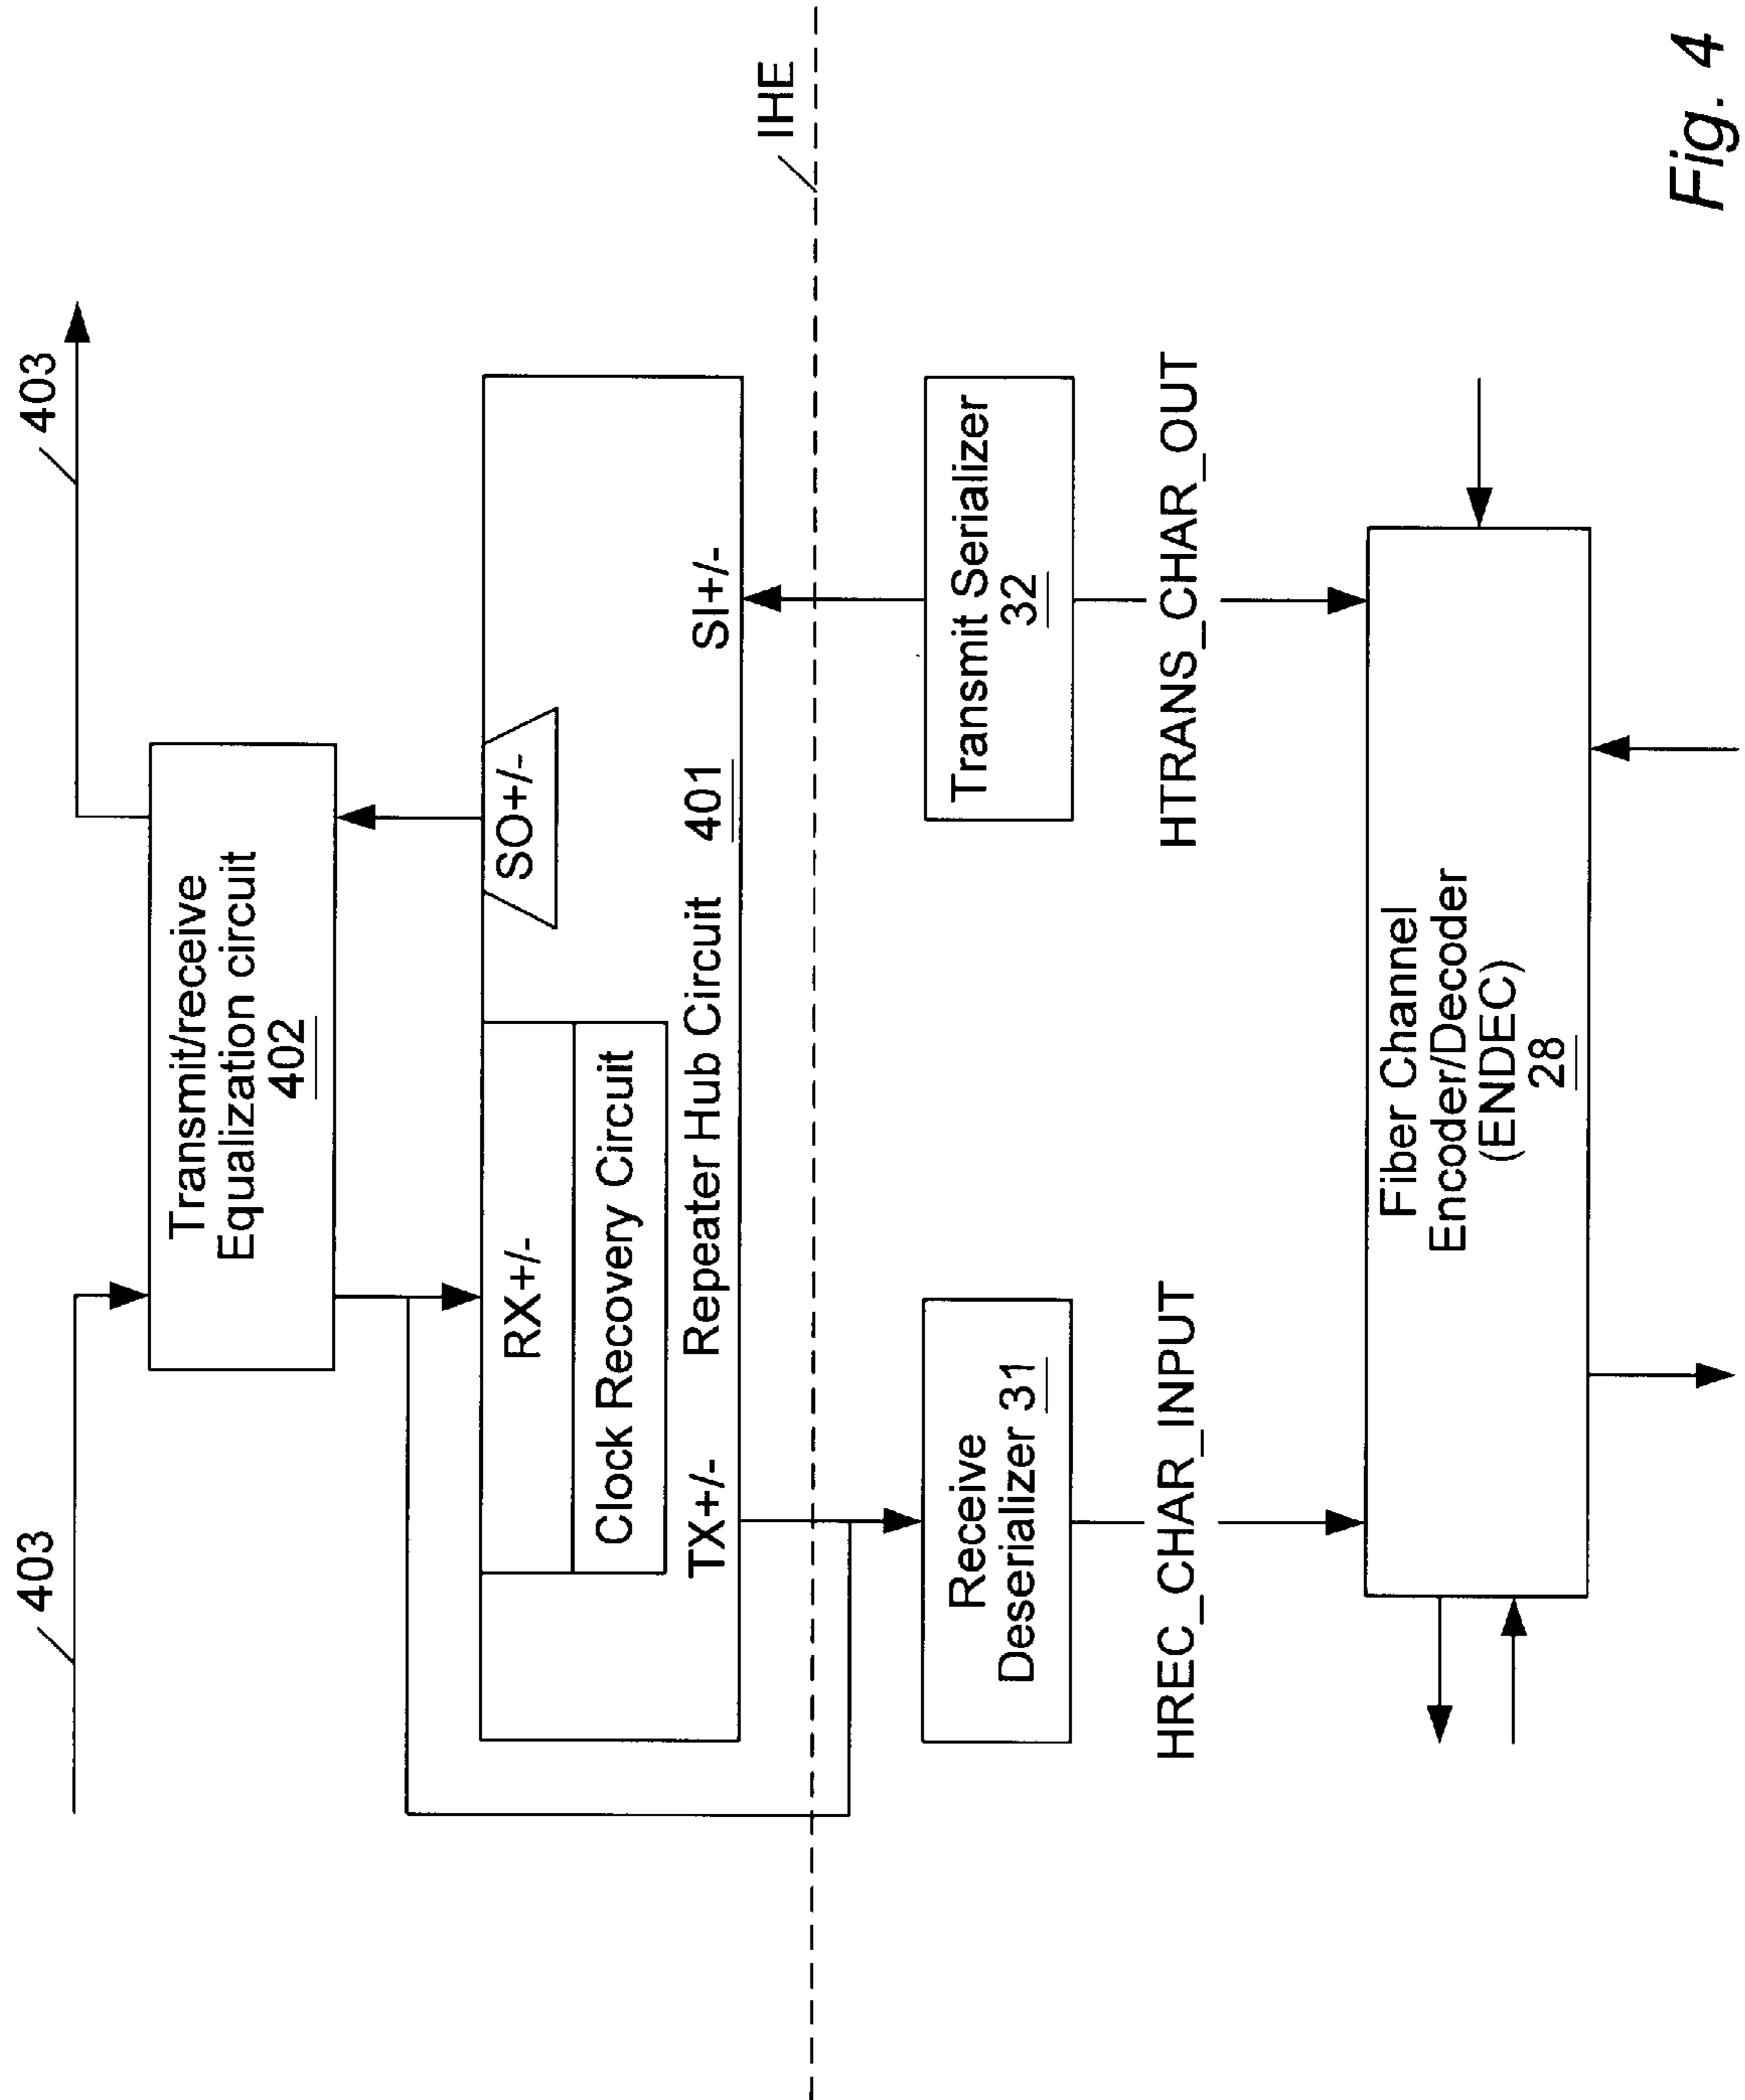 403
403
Transmit/receive
Equalization circuit
402
RX+/-
SO+/-
Clock Recovery Circuit
TX+/-
Repeater Hub Circuit 401
SI+/-
IHE
Receive
Deserializer 31
Transmit Serializer
32
HREC_CHAR_INPUT
HTRANS_CHAR_OUT
Fiber Channel
Encoder/Decoder
(ENDEC)
28
Fig. 4